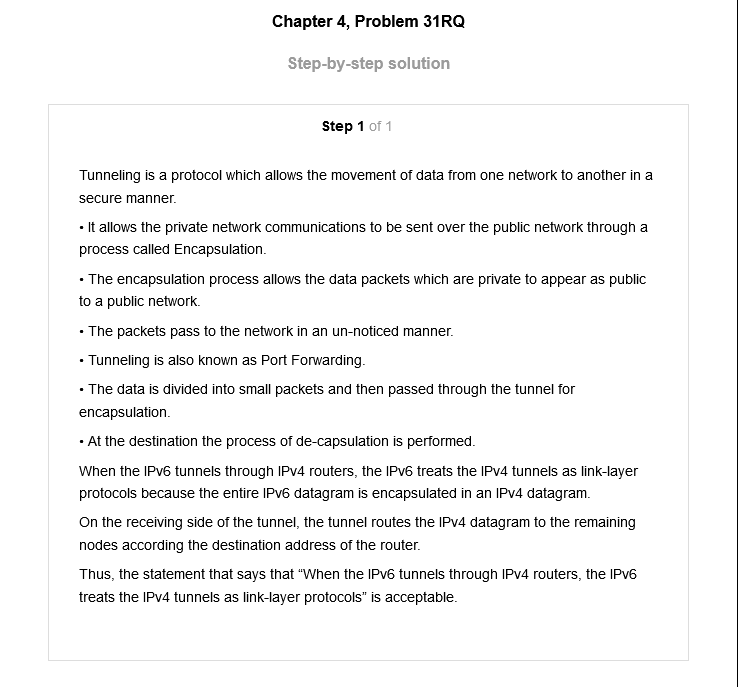 Chapter 4, Problem 31RQ
Step-by-step solution
Step 1 of 1
Tunneling is a protocol which allows the movement of data from one network to another in a
secure manner.
• It allows the private network communications to be sent over the public network through a
process called Encapsulation.
• The encapsulation process allows the data packets which are private to appear as public
to a public network.
• The packets pass to the network in an un-noticed manner.
• Tunneling is also known as Port Forwarding.
• The data is divided into small packets and then passed through the tunnel for
encapsulation.
• At the destination the process of de-capsulation is performed.
When the IPv6 tunnels through IPv4 routers, the IPv6 treats the IPv4 tunnels as link-layer
protocols because the entire IPv6 datagram is encapsulated in an IPv4 datagram.
On the receiving side of the tunnel, the tunnel routes the IPv4 datagram to the remaining
nodes according the destination address of the router.
Thus, the statement that says that “When the IPv6 tunnels through IPv4 routers, the IPv6
treats the IPv4 tunnels as link-layer protocols” is acceptable.